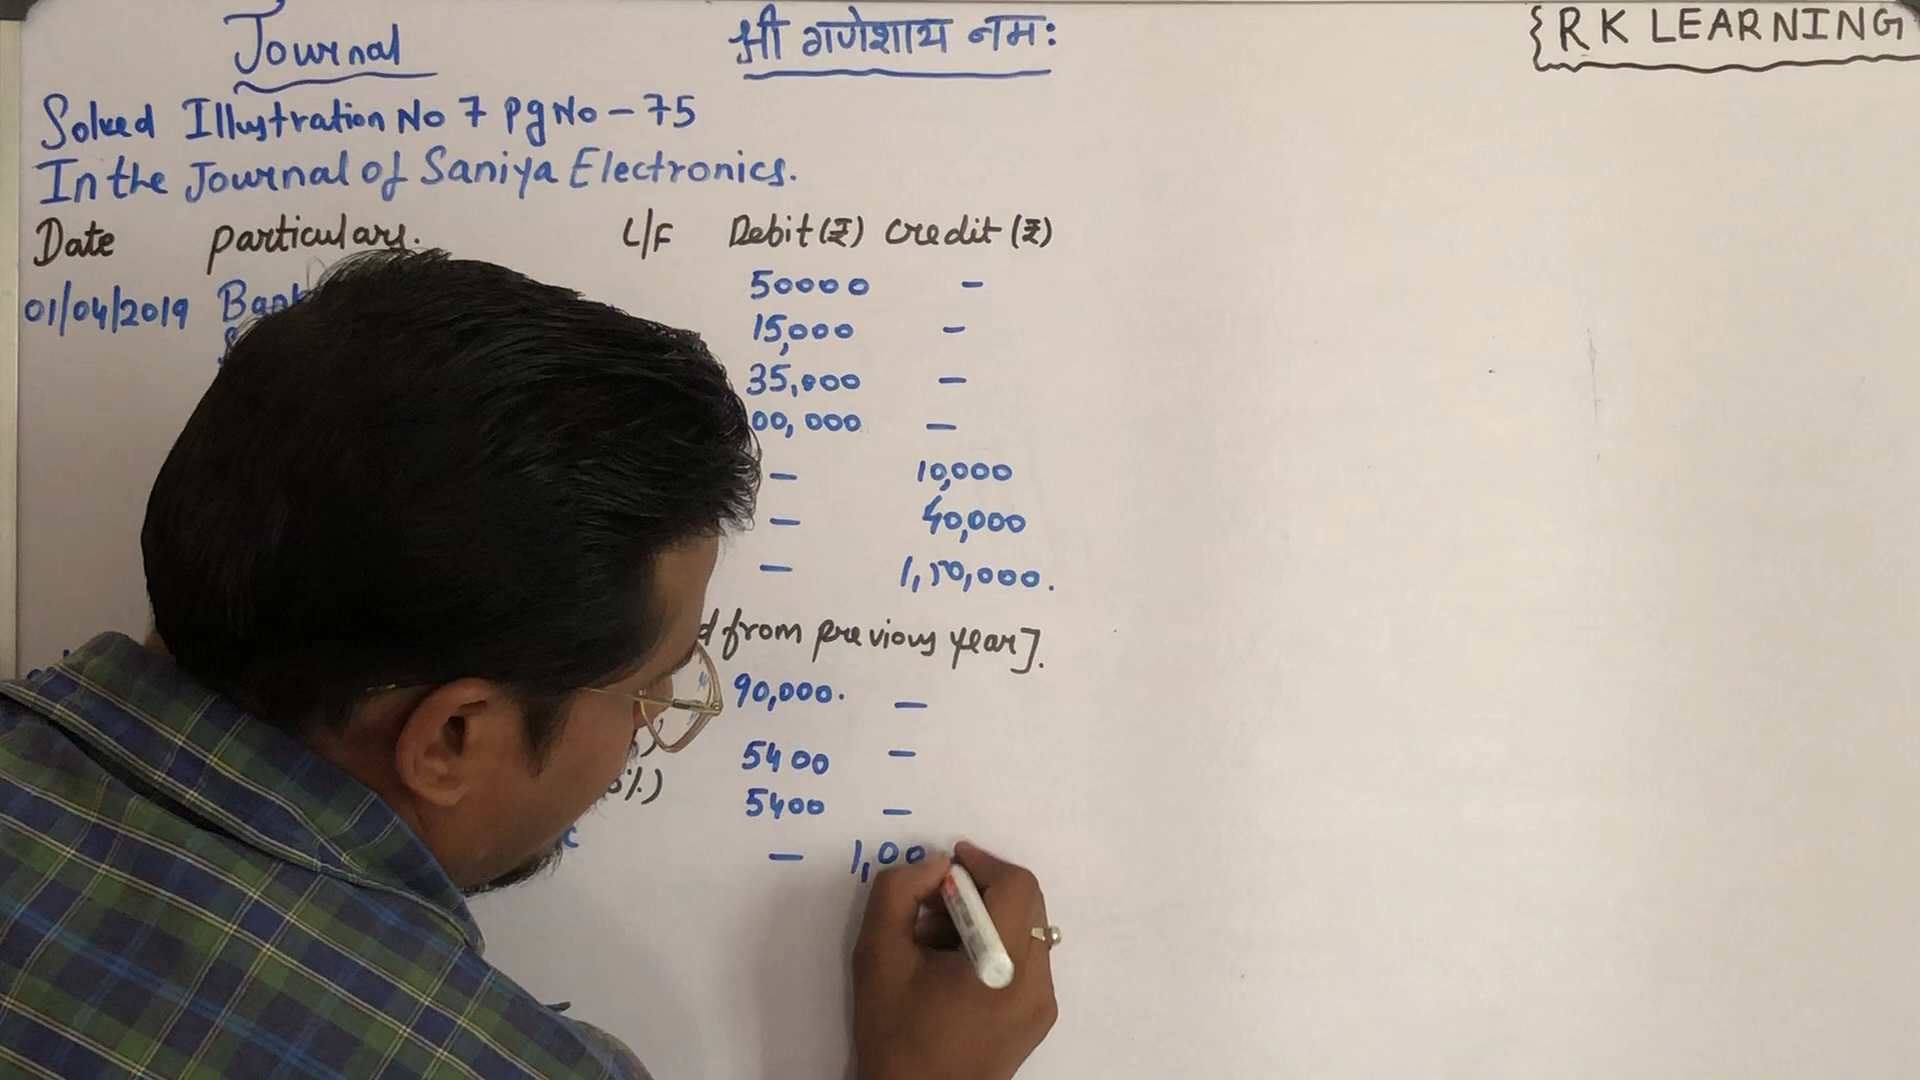 Journal श्री गणेशाय नमः {RK LEARNING
Solved Illustration No 7 pg No - 75
In the Journal of Saniya Electronics.
Date particulars. L/F Debit (₹) Credit (₹)
01/04/2019 Bank 50000 -
15,000 -
35,000 -
00,000 -
- 10,000
- 40,000
- 1,50,000.
from previous year].
90,000. -
5400 -
%) 5400 -
- 1,00